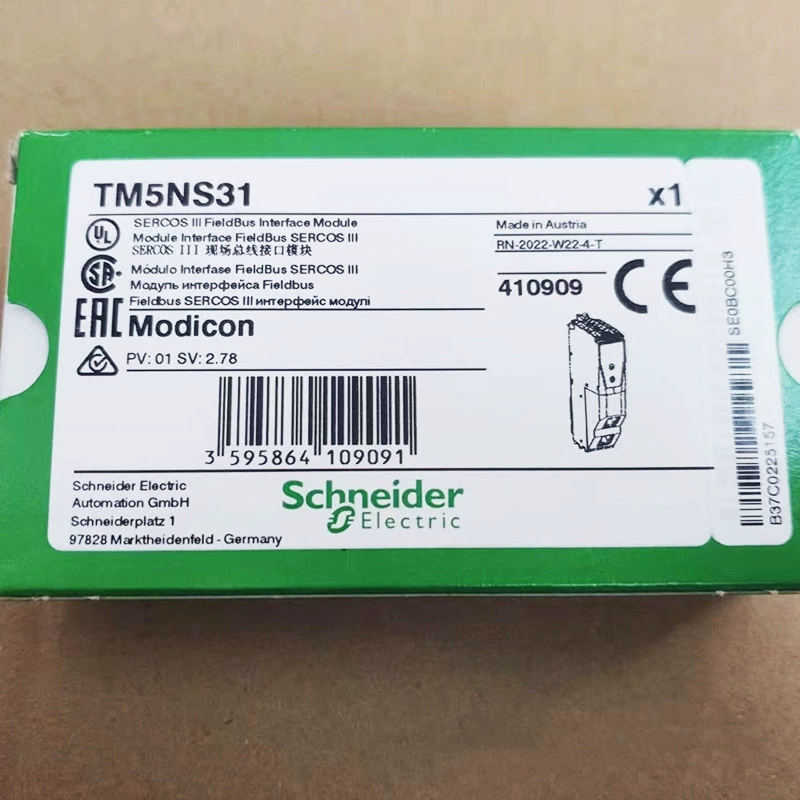 TM5NS31
x1
UL
SERCOS III FieldBus Interface Module
Module Interface FieldBus SERCOS III
SERCOS III 现场总线接口模块
Módulo Interfase FieldBus SERCOS III
Модуль интерфейса Fieldbus
Fieldbus SERCOS III интерфейс модулі
Made in Austria
RN-2022-W22-4-T
410909
CE
SA
EAC
Modicon
PV: 01 SV: 2.78
3 595864 109091
Schneider Electric
Automation GmbH
Schneiderplatz 1
97828 Marktheidenfeld - Germany
Schneider
Electric
SE0BC00H3
B37C0225157